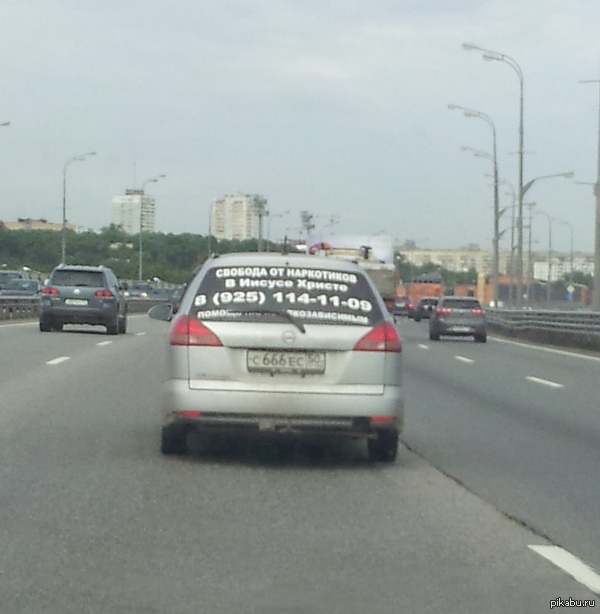 СВОБОДА ОТ НАРКОТИКОВ
В Иисусе Христе
8 (925) 114-11-09
С 666 ЕС 50
pikabu.ru